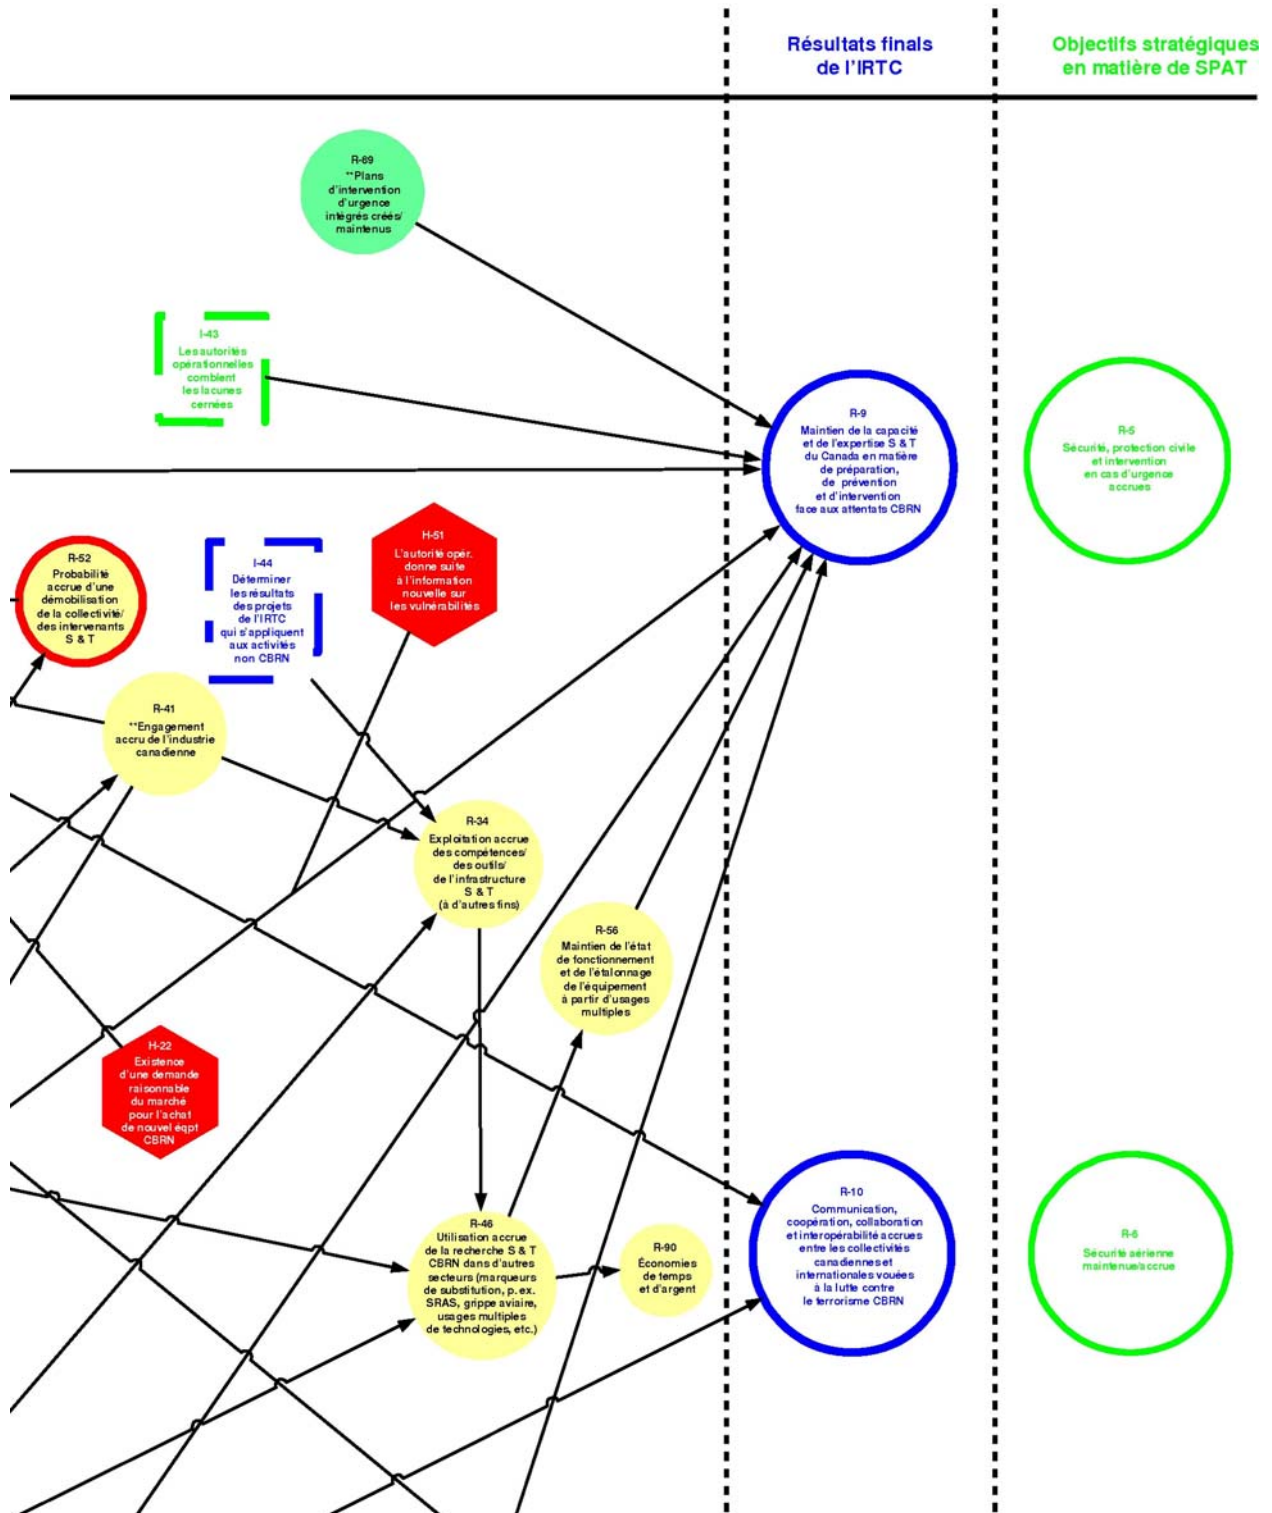 Résultats finals
de l'IRTC
Objectifs stratégiques
en matière de SPAT
R-69
**Plans
d'intervention
d'urgence
intégrés créés/
maintenus
I-43
Les autorités
opérationnelles
comblent
les lacunes
cernées
R-9
Maintien de la capacité
et de l'expertise S & T
du Canada en matière
de préparation,
de prévention
et d'intervention
face aux attentats CBRN
R-5
Sécurité, protection civile
et intervention
en cas d'urgence
accrues
R-52
Probabilité
accrue d'une
démobilisation
de la collectivité/
des intervenants
S & T
I-44
Déterminer
les résultats
des projets
de l'IRTC
qui s'appliquent
aux activités
non CBRN
H-51
L'autorité opér.
donne suite
à l'information
nouvelle sur
les vulnérabilités
R-41
**Engagement
accru de l'industrie
canadienne
R-34
Exploitation accrue
des compétences/
des outils/
de l'infrastructure
S & T
(à d'autres fins)
R-56
Maintien de l'état
de fonctionnement
et de l'étalonnage
de l'équipement
à partir d'usages
multiples
H-22
Existence
d'une demande
raisonnable
du marché
pour l'achat
de nouvel éqpt
CBRN
R-46
Utilisation accrue
de la recherche S & T
CBRN dans d'autres
secteurs (marqueurs
de substitution, p. ex.
SRAS, grippe aviaire,
usages multiples
de technologies, etc.)
R-90
Économies
de temps
et d'argent
R-10
Communication,
coopération, collaboration
et interopérabilité accrues
entre les collectivités
canadiennes et
internationales vouées
à la lutte contre
le terrorisme CBRN
R-6
Sécurité aérienne
maintenue/accrue